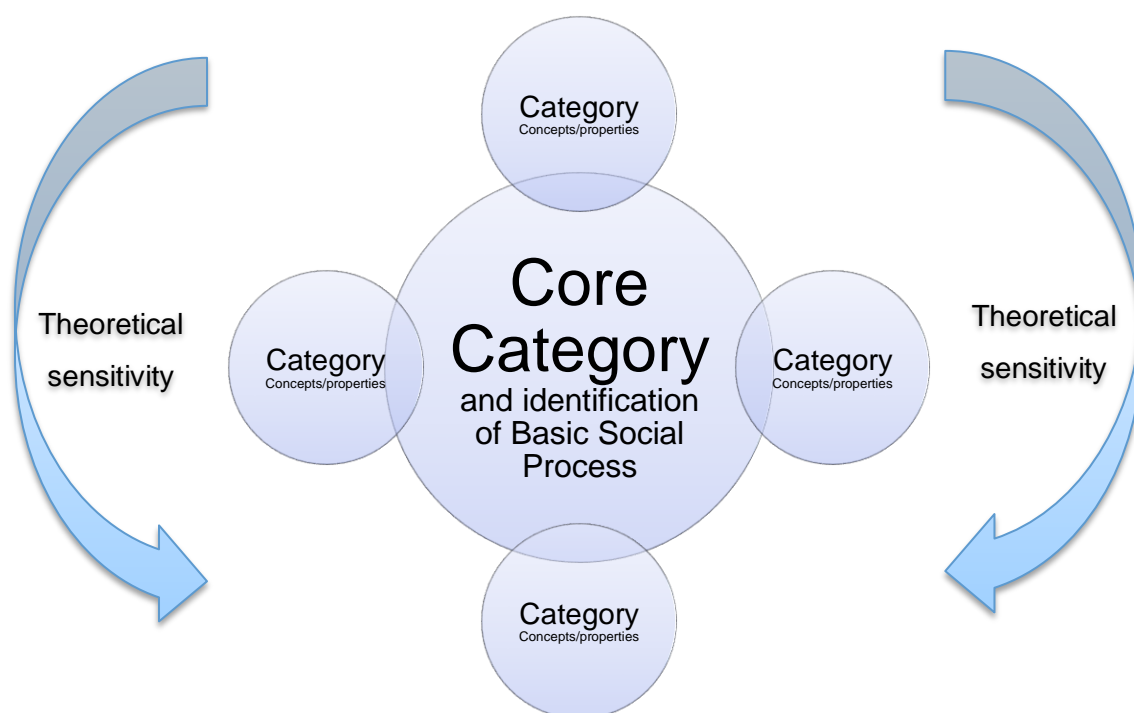 Category
Concepts/properties
Theoretical
sensitivity
Category
Concepts/properties
Core
Category
and identification
of Basic Social
Process
Category
Concepts/properties
Theoretical
sensitivity
Category
Concepts/properties